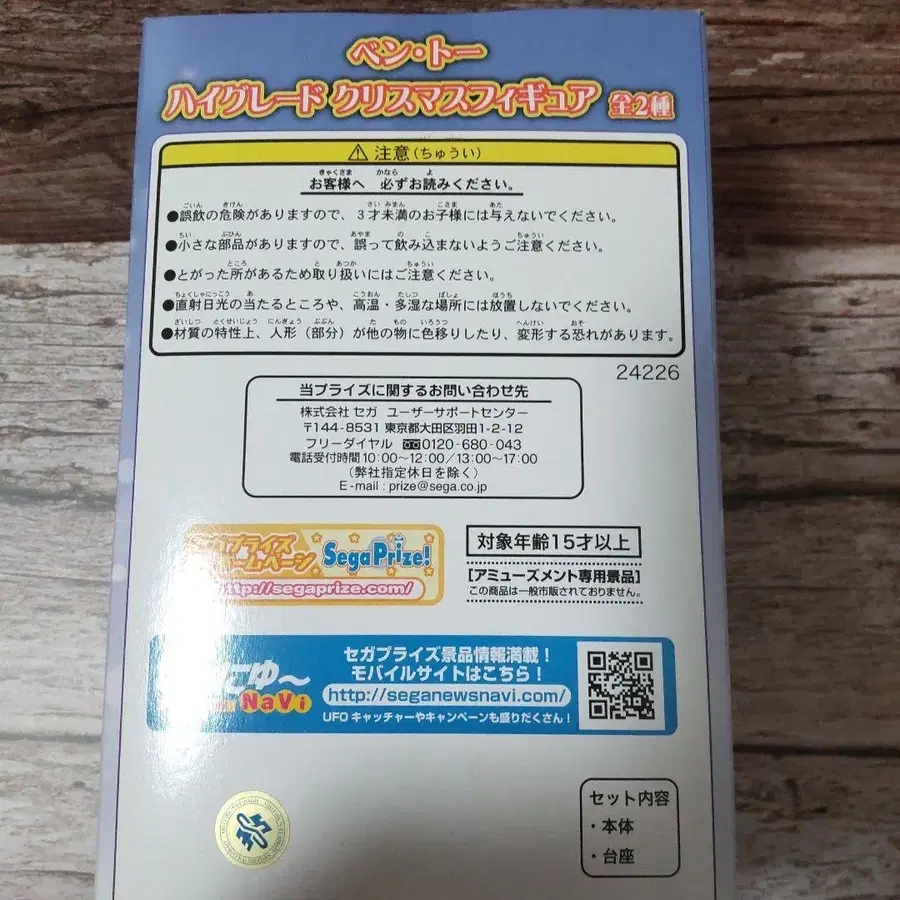 ベン・トー
ハイグレード クリスマスフィギュア 全2種
⚠ 注意(ちゅうい)
お客様へ 必ずお読みください。
●誤飲の危険がありますので、3才未満のお子様には与えないでください。
●小さな部品がありますので、誤って飲み込まないようご注意ください。
●とがった所があるため取り扱いにはご注意ください。
●直射日光の当たるところや、高温・多湿な場所には放置しないでください。
●材質の特性上、人形(部分)が他の物に色移りしたり、変形する恐れがあります。
24226
当プライズに関するお問い合わせ先
株式会社 セガ ユーザーサポートセンター
〒144-8531 東京都大田区羽田1-2-12
フリーダイヤル 0120-680-043
電話受付時間 10:00~12:00/13:00~17:00
(弊社指定休日を除く)
E-mail:prize@sega.co.jp
プライズ
ームページ
SegaPrize!
http://segaprize.com/
対象年齢15才以上
[アミューズメント専用景品]
この商品は一般市販されておりません。
にゅ~
NaVi
セガプライズ景品情報満載!
モバイルサイトはこちら!
http://seganewsnavi.com/
UFOキャッチャーやキャンペーンも盛りだくさん!
セット内容
・本体
・台座